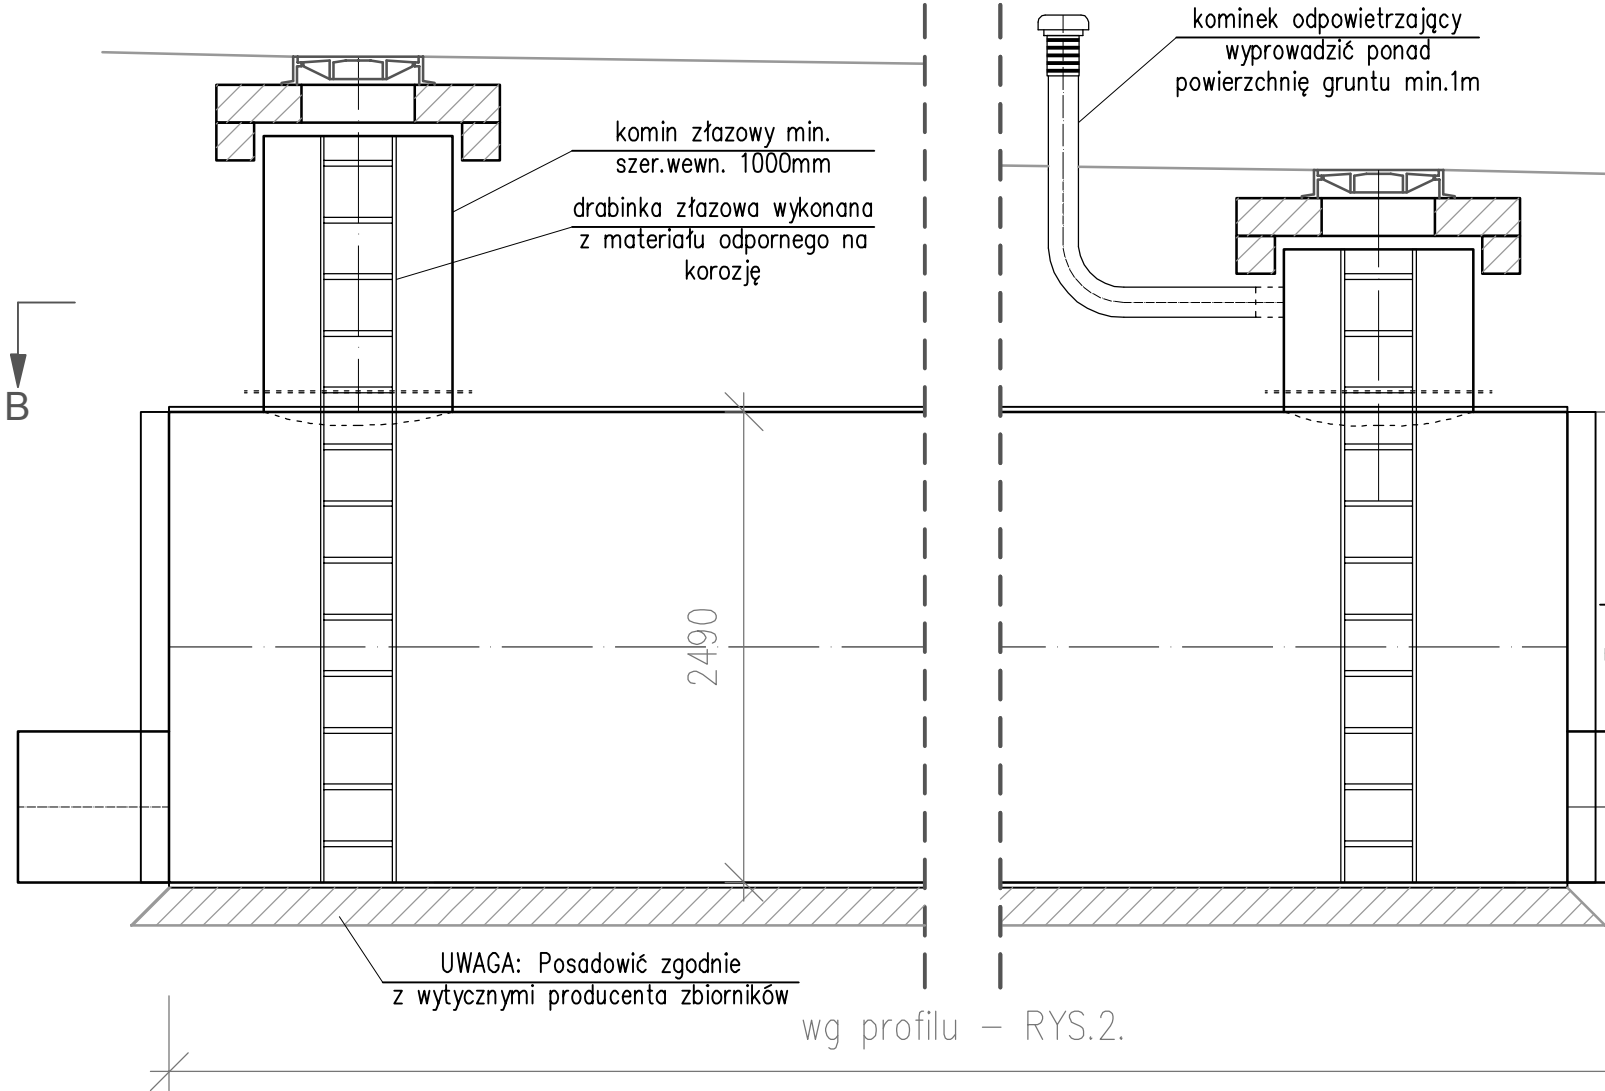 kominek odpowietrzający
wyprowadzić ponad
powierzchnię gruntu min.1m
komin złazowy min.
szer.wewn. 1000mm
drabinka złazowa wykonana
z materiału odpornego na
korozję
B
2490
UWAGA: Posadowić zgodnie
z wytycznymi producenta zbiorników
wg profilu – RYS.2.